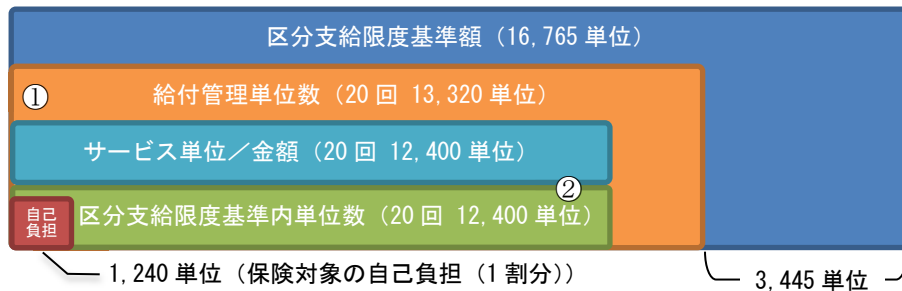 区分支給限度基準額（16,765 単位）
① 給付管理単位数（20 回 13,320 単位）
サービス単位／金額（20 回 12,400 単位）
②
自己
負担
区分支給限度基準内単位数（20 回 12,400 単位）
1,240 単位（保険対象の自己負担（1 割分））
3,445 単位